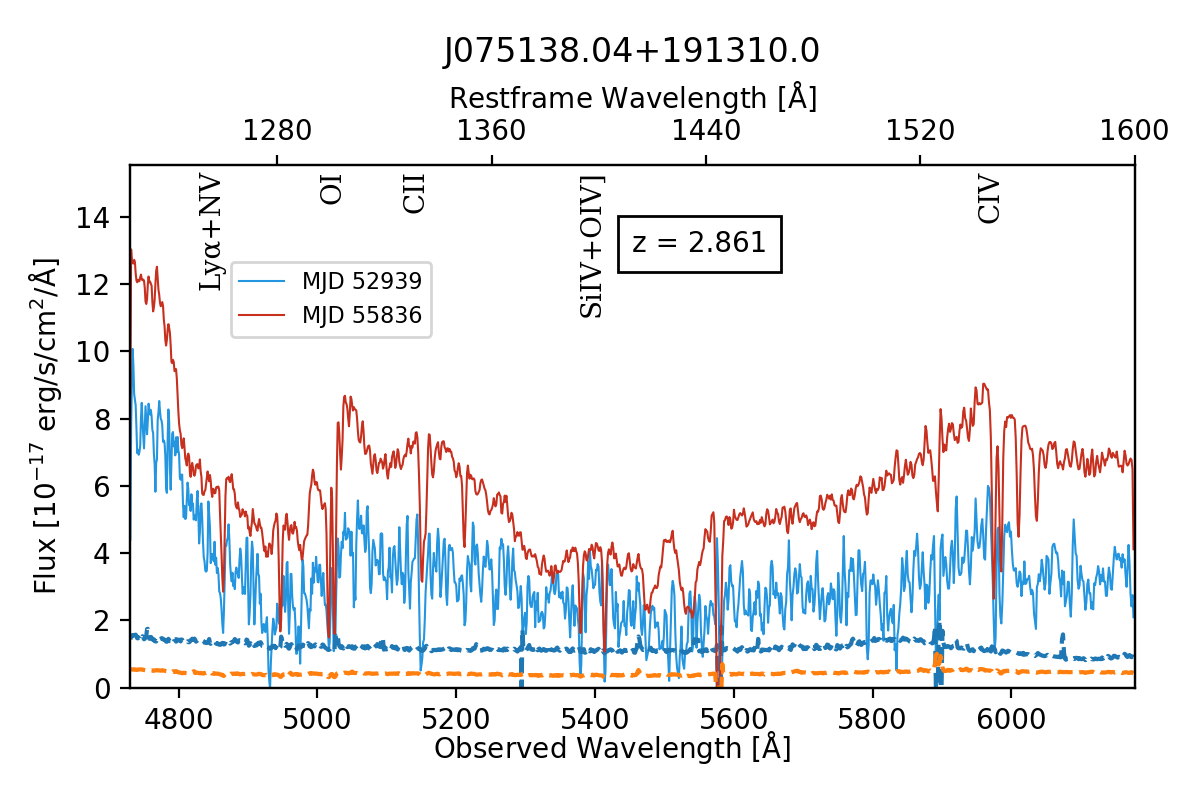 J075138.04+191310.0
Restframe Wavelength [Å]
1280 1360 1440 1520 1600
Lyα+NV
OI
CII
SiIV+OIV]
CIV
z = 2.861
MJD 52939
MJD 55836
Flux [10⁻¹⁷ erg/s/cm²/Å]
14
12
10
8
6
4
2
0
4800 5000 5200 5400 5600 5800 6000
Observed Wavelength [Å]